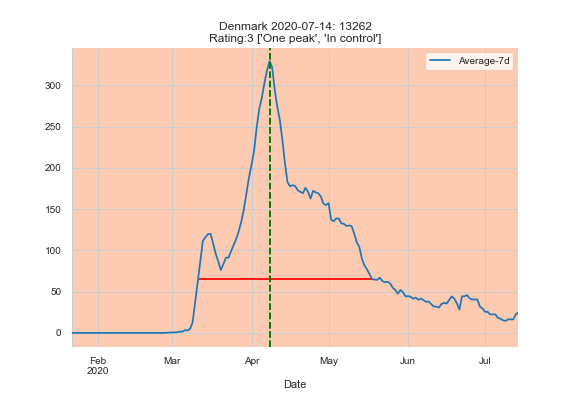 Denmark 2020-07-14: 13262
Rating:3 ['One peak', 'In control']
Average-7d
300
250
200
150
100
50
0
Feb
2020
Mar
Apr
May
Jun
Jul
Date